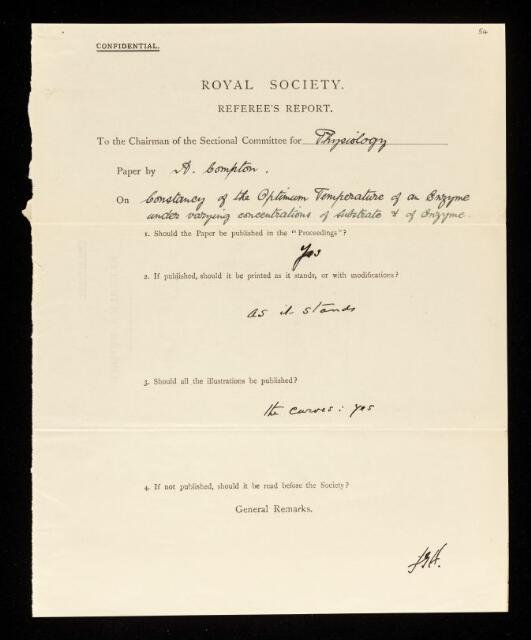 54
CONFIDENTIAL.
ROYAL SOCIETY.
REFEREE'S REPORT.
To the Chairman of the Sectional Committee for Physiology
Paper by A. Compton.
On Constancy of the Optimum Temperature of an Enzyme
under varying concentrations of substrate & of Enzyme.
1. Should the Paper be published in the "Proceedings"?
Yes
2. If published, should it be printed as it stands, or with modifications?
as it stands
3. Should all the illustrations be published?
the curves: yes
4. If not published, should it be read before the Society?
General Remarks.